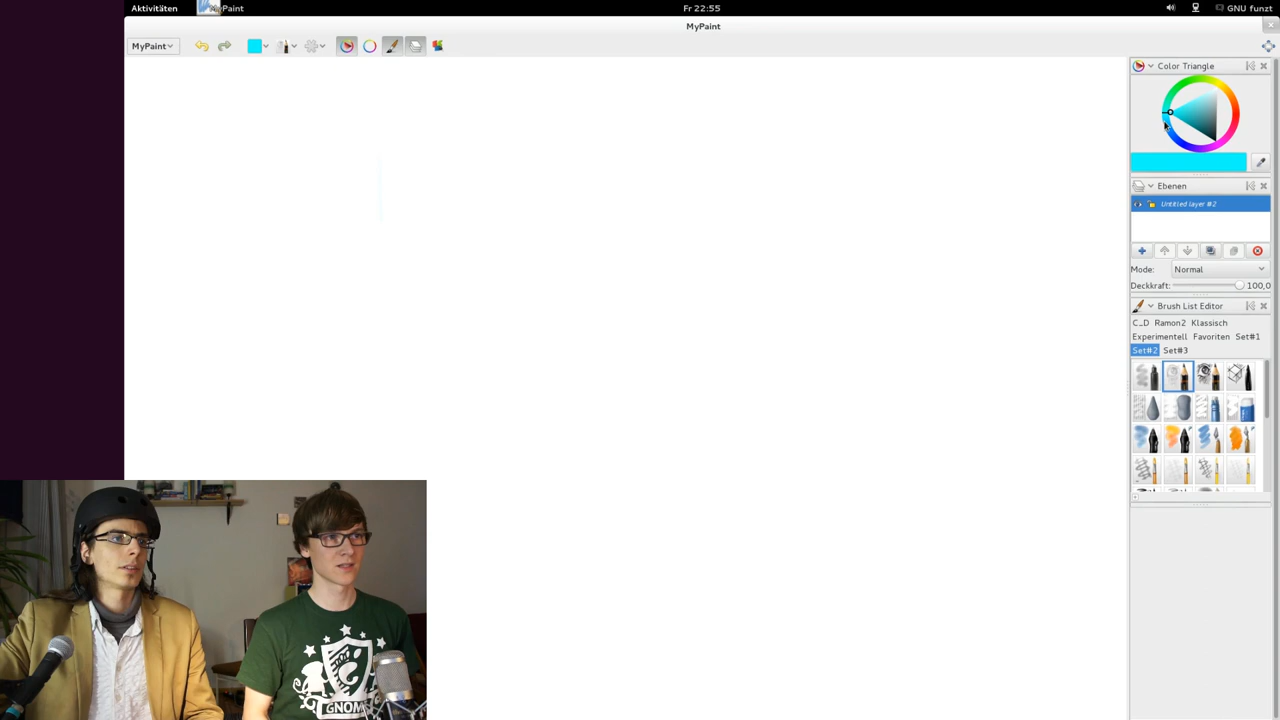 Aktivitäten MyPaint Fr 22:55 GNU funzt
MyPaint
MyPaint
Color Triangle
Ebenen
Untitled layer #2
Mode: Normal
Deckkraft: 100,0
Brush List Editor
C_D Ramon2 Klassisch
Experimentell Favoriten Set#1
Set#2 Set#3
GNOM